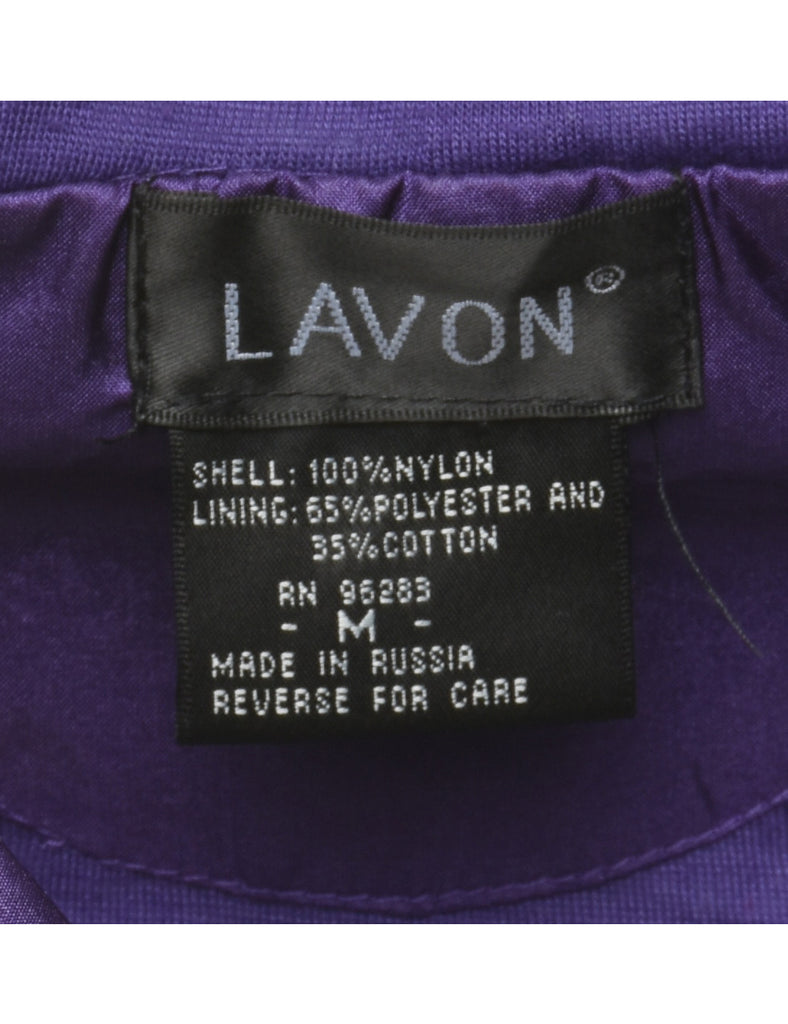 LAVON®
SHELL: 100%NYLON
LINING: 65%POLYESTER AND
35%COTTON
RN 96283
- M -
MADE IN RUSSIA
REVERSE FOR CARE